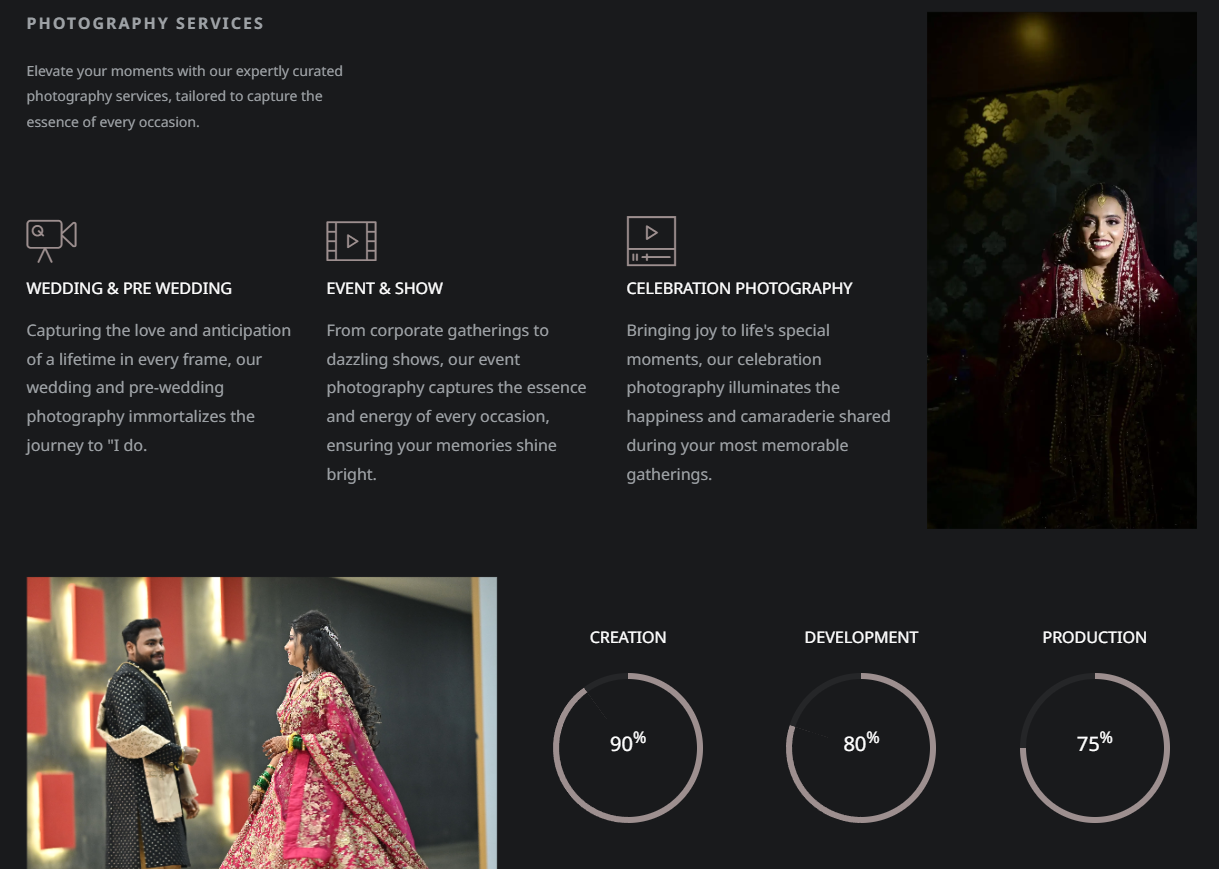 PHOTOGRAPHY SERVICES
Elevate your moments with our expertly curated
photography services, tailored to capture the
essence of every occasion.
WEDDING & PRE WEDDING
Capturing the love and anticipation
of a lifetime in every frame, our
wedding and pre-wedding
photography immortalizes the
journey to "I do.
EVENT & SHOW
From corporate gatherings to
dazzling shows, our event
photography captures the essence
and energy of every occasion,
ensuring your memories shine
bright.
CELEBRATION PHOTOGRAPHY
Bringing joy to life's special
moments, our celebration
photography illuminates the
happiness and camaraderie shared
during your most memorable
gatherings.
CREATION
90%
DEVELOPMENT
80%
PRODUCTION
75%